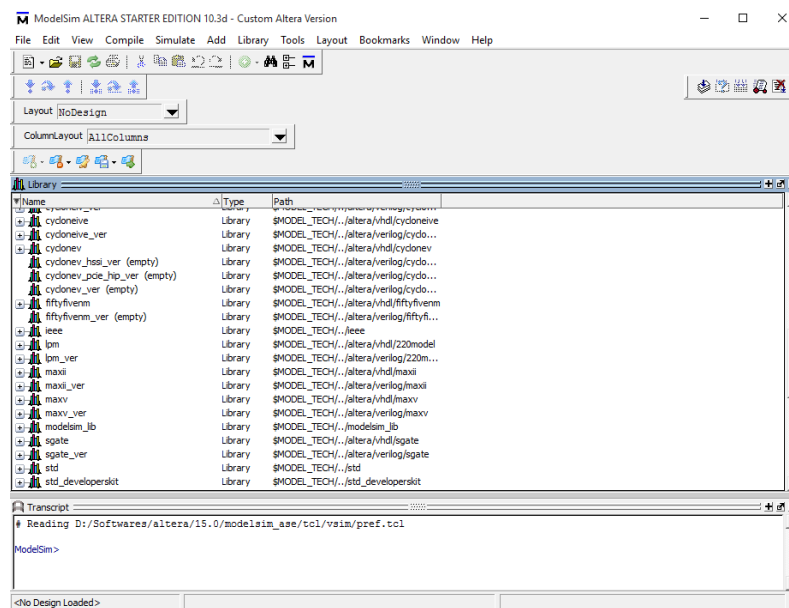 ModelSim ALTERA STARTER EDITION 10.3d - Custom Altera Version
File Edit View Compile Simulate Add Library Tools Layout Bookmarks Window Help
Layout NoDesign
ColumnLayout AllColumns
Library
Name Type Path
cycloneiv_ver Library $MODEL_TECH/../altera/verilog/cyclo...
cycloneive Library $MODEL_TECH/../altera/vhdl/cycloneive
cycloneive_ver Library $MODEL_TECH/../altera/verilog/cyclo...
cyclonev Library $MODEL_TECH/../altera/vhdl/cyclonev
cyclonev_hssi_ver (empty) Library $MODEL_TECH/../altera/verilog/cyclo...
cyclonev_pcie_hip_ver (empty) Library $MODEL_TECH/../altera/verilog/cyclo...
cyclonev_ver (empty) Library $MODEL_TECH/../altera/verilog/cyclo...
fiftyfivenm Library $MODEL_TECH/../altera/vhdl/fiftyfivenm
fiftyfivenm_ver (empty) Library $MODEL_TECH/../altera/verilog/fiftyfi...
ieee Library $MODEL_TECH/../ieee
lpm Library $MODEL_TECH/../altera/vhdl/220model
lpm_ver Library $MODEL_TECH/../altera/verilog/220m...
maxii Library $MODEL_TECH/../altera/vhdl/maxii
maxii_ver Library $MODEL_TECH/../altera/verilog/maxii
maxv Library $MODEL_TECH/../altera/vhdl/maxv
maxv_ver Library $MODEL_TECH/../altera/verilog/maxv
modelsim_lib Library $MODEL_TECH/../modelsim_lib
sgate Library $MODEL_TECH/../altera/vhdl/sgate
sgate_ver Library $MODEL_TECH/../altera/verilog/sgate
std Library $MODEL_TECH/../std
std_developerskit Library $MODEL_TECH/../std_developerskit
Transcript
# Reading D:/Softwares/altera/15.0/modelsim_ase/tcl/vsim/pref.tcl
ModelSim>
<No Design Loaded>